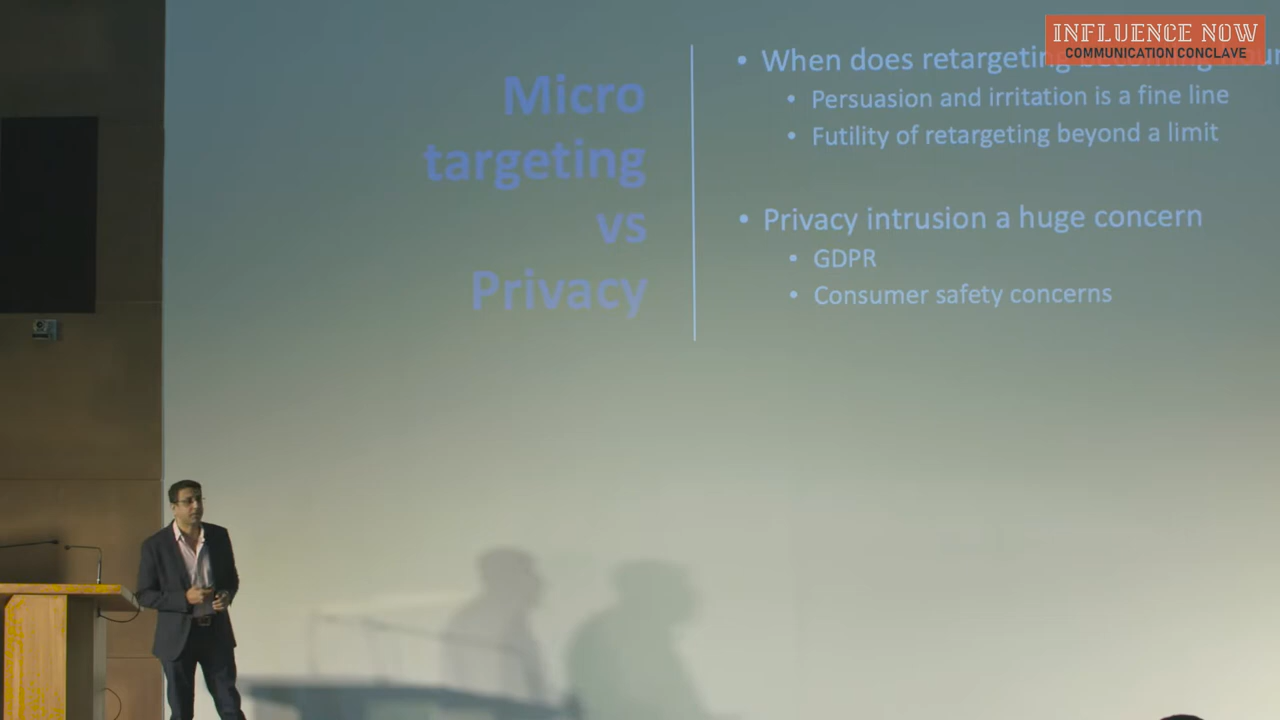 INFLUENCE NOW
COMMUNICATION CONCLAVE
Micro
targeting
vs
Privacy
• When does retargeting
• Persuasion and irritation is a fine line
• Futility of retargeting beyond a limit
• Privacy intrusion a huge concern
• GDPR
• Consumer safety concerns